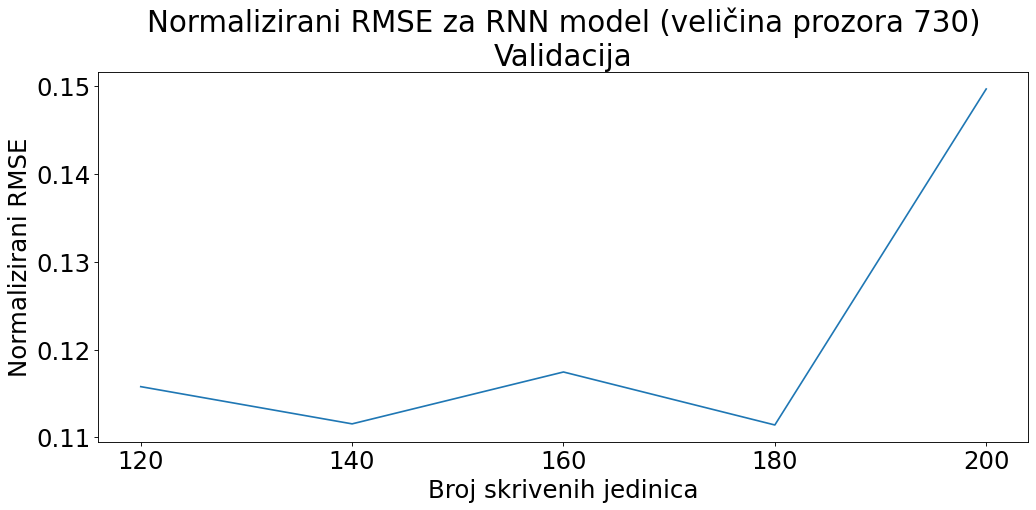 Normalizirani RMSE za RNN model (veličina prozora 730)
Validacija
Normalizirani RMSE
0.15
0.14
0.13
0.12
0.11
120 140 160 180 200
Broj skrivenih jedinica